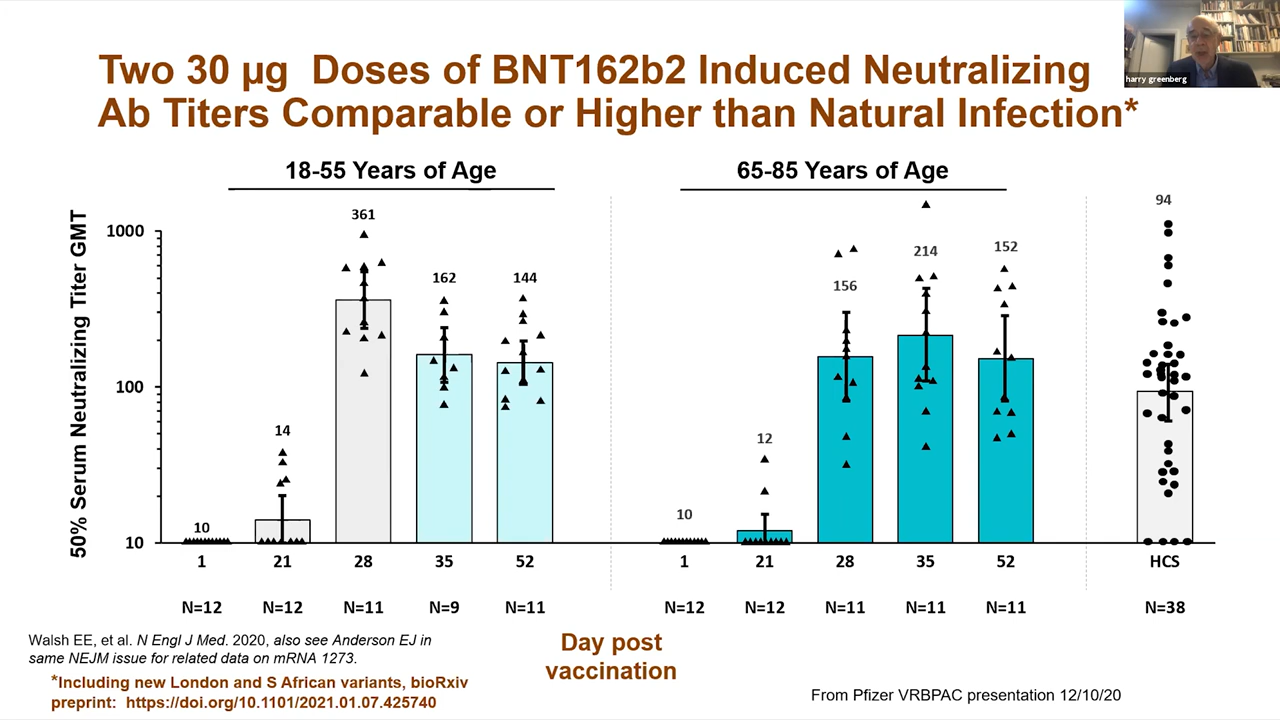 harry greenberg
Two 30 µg Doses of BNT162b2 Induced Neutralizing
Ab Titers Comparable or Higher than Natural Infection*
18-55 Years of Age
65-85 Years of Age
50% Serum Neutralizing Titer GMT
1000
100
10
10
14
361
162
144
10
12
156
214
152
94
1 21 28 35 52 1 21 28 35 52 HCS
N=12 N=12 N=11 N=9 N=11 N=12 N=12 N=11 N=11 N=11 N=38
Day post
vaccination
Walsh EE, et al. N Engl J Med. 2020, also see Anderson EJ in
same NEJM issue for related data on mRNA 1273.
*Including new London and S African variants, bioRxiv
preprint: https://doi.org/10.1101/2021.01.07.425740
From Pfizer VRBPAC presentation 12/10/20